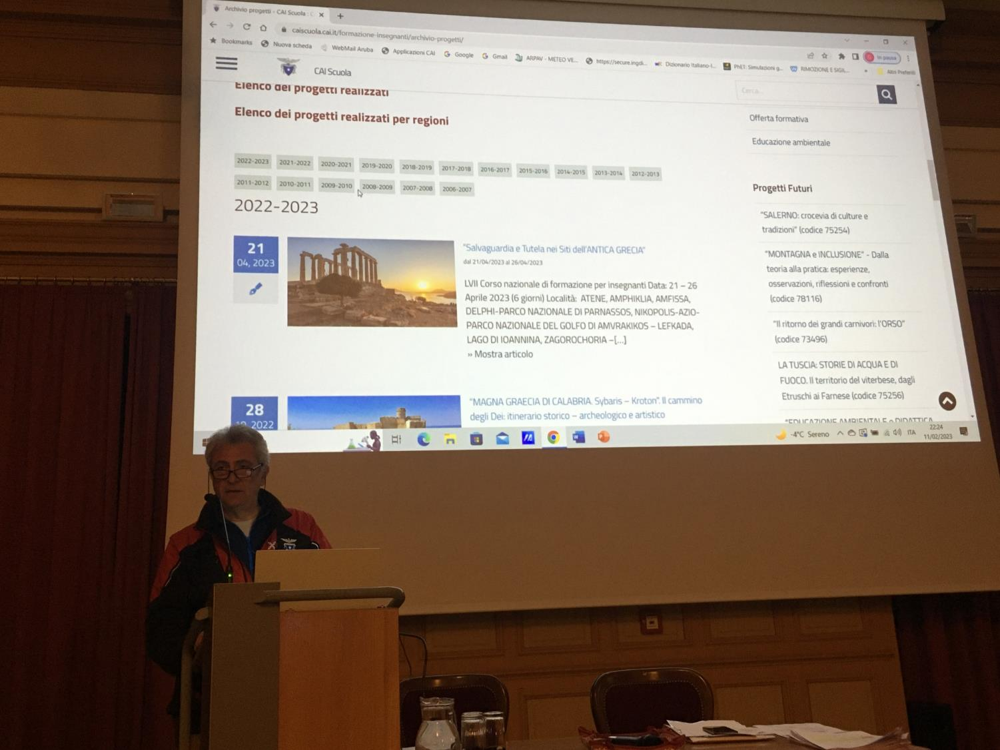 Archivio progetti - CAI Scuola : C
caiscuola.cai.it/formazione-insegnanti/archivio-progetti/
Bookmarks
Nuova scheda
WebMail Aruba
Applicazioni CAI
Google
Gmail
ARPAV - METEO VE...
https://secure.ingdi...
Dizionario Italiano-I...
PhET: Simulazioni g...
RIMOZIONE E SIGIL...
Altri Preferiti
In pausa
CAI Scuola
Cerca...
Elenco dei progetti realizzati
Elenco dei progetti realizzati per regioni
2022-2023 2021-2022 2020-2021 2019-2020 2018-2019 2017-2018 2016-2017 2015-2016 2014-2015 2013-2014 2012-2013
2011-2012 2010-2011 2009-2010 2008-2009 2007-2008 2006-2007
2022-2023
21
04, 2023
"Salvaguardia e Tutela nei Siti dell'ANTICA GRECIA"
dal 21/04/2023 al 26/04/2023
LVII Corso nazionale di formazione per insegnanti Data: 21 – 26
Aprile 2023 (6 giorni) Località: ATENE, AMPHIKLIA, AMFISSA,
DELPHI-PARCO NAZIONALE DI PARNASSOS, NIKOPOLIS-AZIO-
PARCO NAZIONALE DEL GOLFO DI AMVRAKIKOS – LEFKADA,
LAGO DI IOANNINA, ZAGOROCHORIA –[...]
» Mostra articolo
28
2022
"MAGNA GRAECIA DI CALABRIA. Sybaris – Kroton". Il cammino
degli Dei: itinerario storico – archeologico e artistico
Offerta formativa
Educazione ambientale
Progetti Futuri
"SALERNO: crocevia di culture e
tradizioni" (codice 75254)
"MONTAGNA e INCLUSIONE" - Dalla
teoria alla pratica: esperienze,
osservazioni, riflessioni e confronti
(codice 78116)
"Il ritorno dei grandi carnivori: l'ORSO"
(codice 73496)
LA TUSCIA: STORIE DI ACQUA E DI
FUOCO. Il territorio del viterbese, dagli
Etruschi ai Farnese (codice 75256)
"EDUCAZIONE AMBIENTALE e DIDATTICA
-4°C Sereno
ITA
22:24
11/02/2023